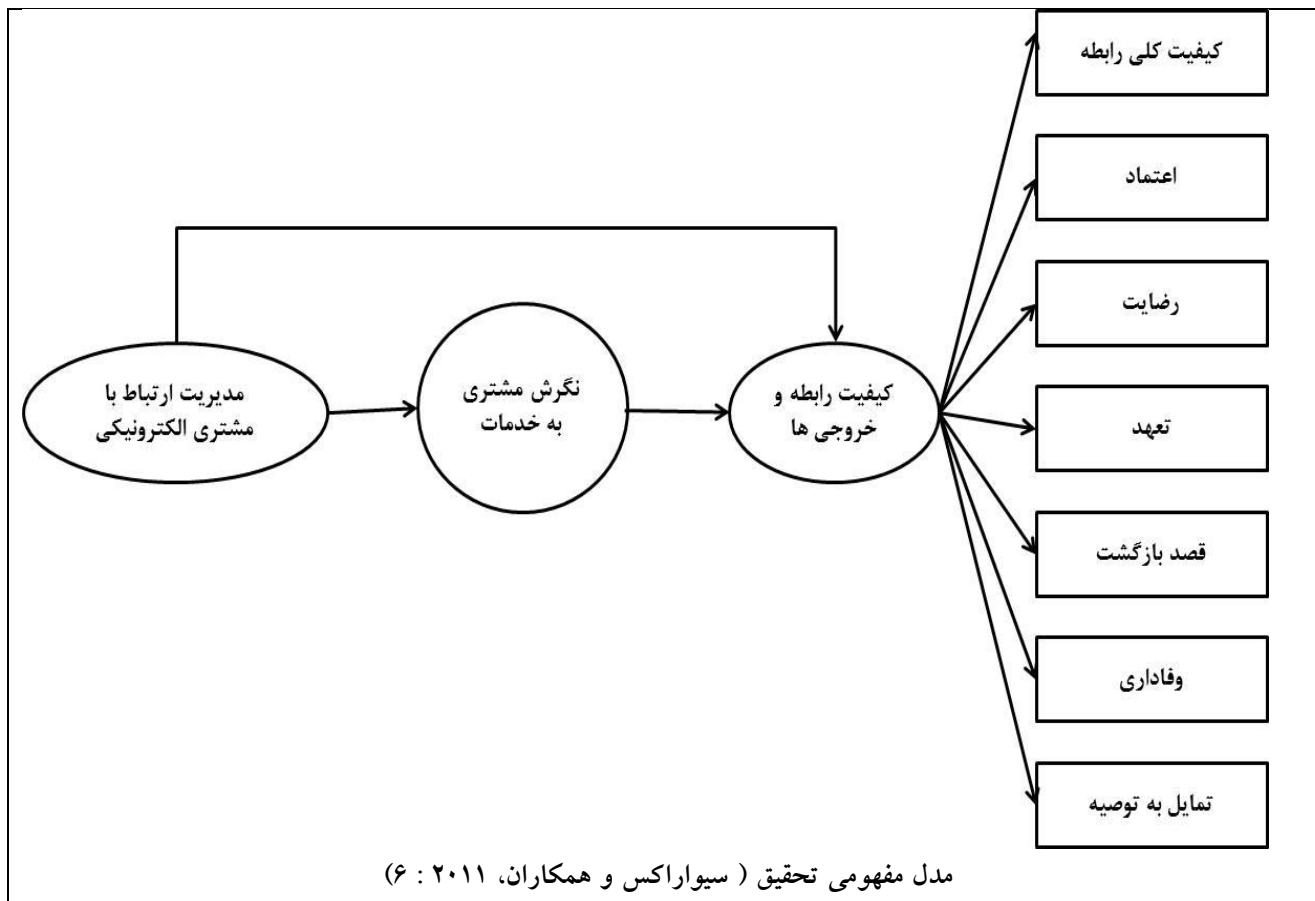 کیفیت کلی رابطه
اعتماد
رضایت
مدیریت ارتباط با
مشتری الکترونیکی
نگرش مشتری
به خدمات
کیفیت رابطه و
خروجی ها
تعهد
قصد بازگشت
وفاداری
تمایل به توصیه
مدل مفهومی تحقیق ( سیواراکس و همکاران، ۲۰۱۱ : ۶)